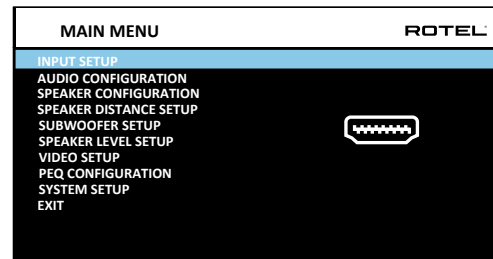 MAIN MENU
ROTEL
INPUT SETUP
AUDIO CONFIGURATION
SPEAKER CONFIGURATION
SPEAKER DISTANCE SETUP
SUBWOOFER SETUP
SPEAKER LEVEL SETUP
VIDEO SETUP
PEQ CONFIGURATION
SYSTEM SETUP
EXIT